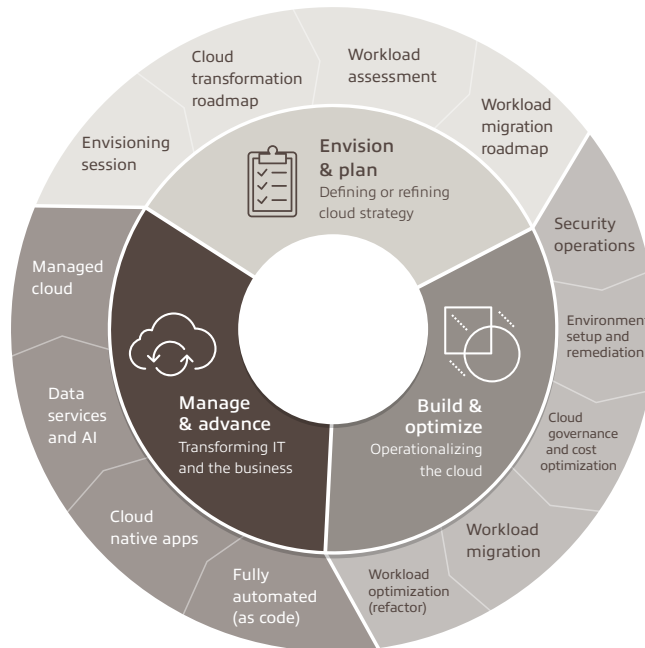 Cloud
transformation
roadmap
Workload
assessment
Workload
migration
roadmap
Envisioning
session
Envision
& plan
Defining or refining
cloud strategy
Security
operations
Environment
setup and
remediation
Cloud
governance
and cost
optimization
Workload
migration
Workload
optimization
(refactor)
Build &
optimize
Operationalizing
the cloud
Manage
& advance
Transforming IT
and the business
Managed
cloud
Data
services
and AI
Cloud
native apps
Fully
automated
(as code)